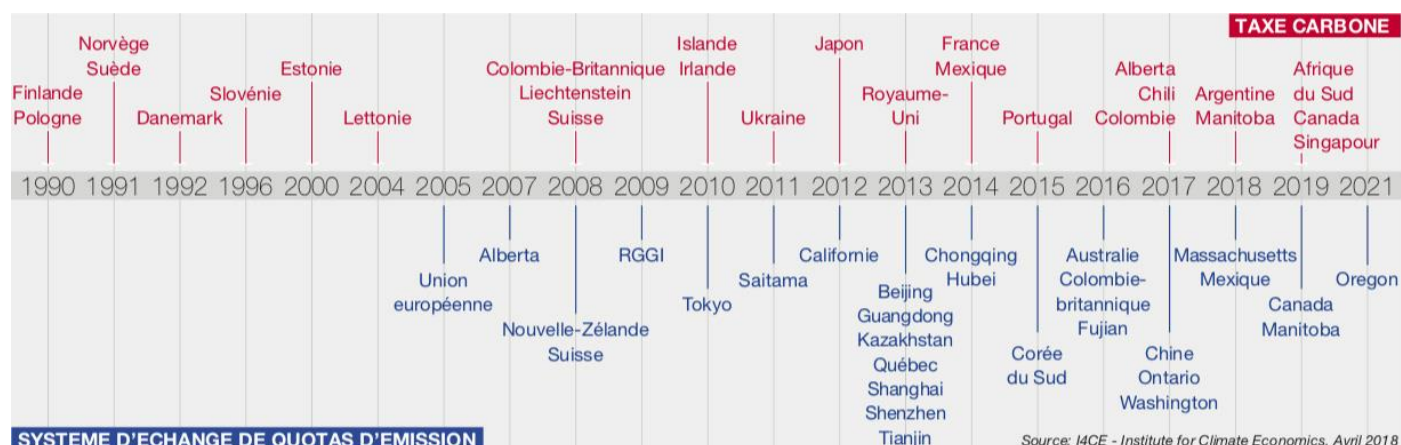 TAXE CARBONE
Finlande
Pologne
Norvège
Suède
Danemark
Slovénie
Estonie
Lettonie
Colombie-Britannique
Liechtenstein
Suisse
Islande
Irlande
Ukraine
Japon
Royaume-
Uni
France
Mexique
Portugal
Alberta
Chili
Colombie
Argentine
Manitoba
Afrique
du Sud
Canada
Singapour
1990 1991 1992 1996 2000 2004 2005 2007 2008 2009 2010 2011 2012 2013 2014 2015 2016 2017 2018 2019 2021
Union
européenne
Alberta
Nouvelle-Zélande
Suisse
RGGI
Tokyo
Saitama
Californie
Beijing
Guangdong
Kazakhstan
Québec
Shanghai
Shenzhen
Tianjin
Chongqing
Hubei
Corée
du Sud
Australie
Colombie-
britannique
Fujian
Chine
Ontario
Washington
Massachusetts
Mexique
Canada
Manitoba
Oregon
SYSTEME D'ECHANGE DE QUOTAS D'EMISSION
Source: I4CE - Institute for Climate Economics, Avril 2018